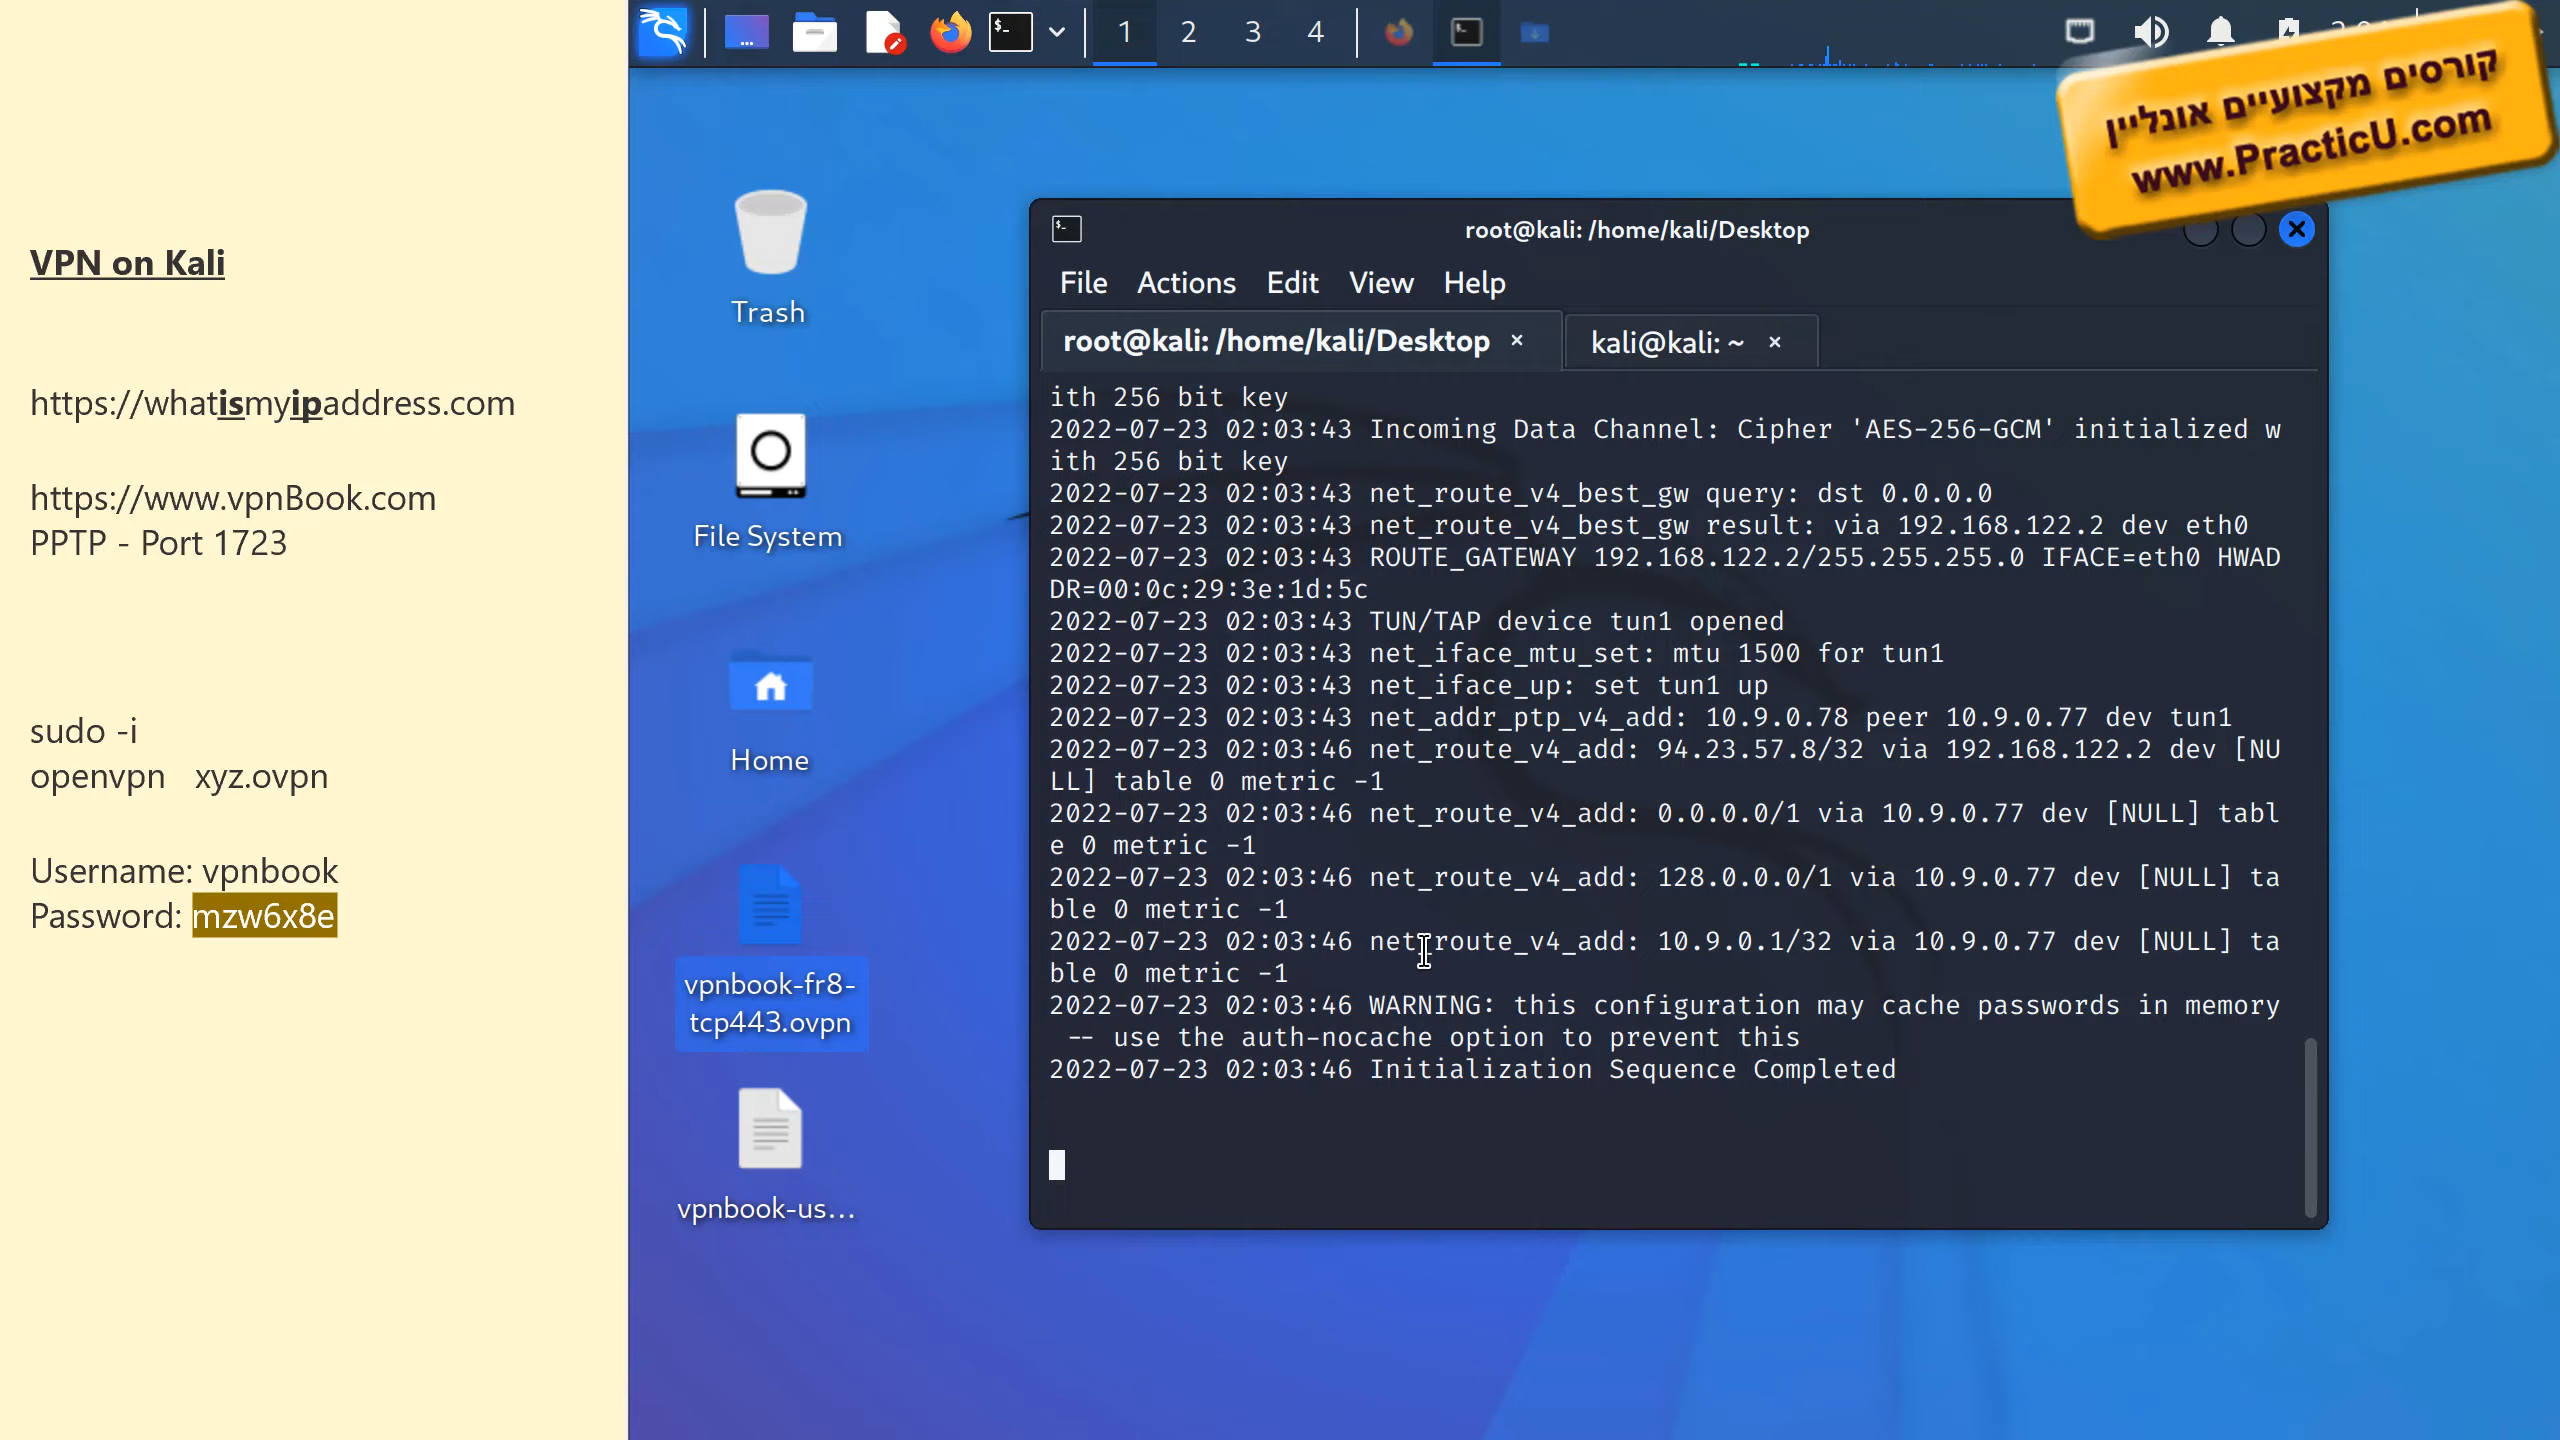 VPN on Kali
https://whatismyipaddress.com
https://www.vpnBook.com
PPTP - Port 1723
sudo -i
openvpn xyz.ovpn
Username: vpnbook
Password: mzw6x8e
$-
1
2
3
4
קורסים מקצועיים אונליין
www.PracticU.com
Trash
File System
Home
vpnbook-fr8-
tcp443.ovpn
vpnbook-us...
root@kali: /home/kali/Desktop
File Actions Edit View Help
root@kali: /home/kali/Desktop ×
kali@kali: ~ ×
ith 256 bit key
2022-07-23 02:03:43 Incoming Data Channel: Cipher 'AES-256-GCM' initialized w
ith 256 bit key
2022-07-23 02:03:43 net_route_v4_best_gw query: dst 0.0.0.0
2022-07-23 02:03:43 net_route_v4_best_gw result: via 192.168.122.2 dev eth0
2022-07-23 02:03:43 ROUTE_GATEWAY 192.168.122.2/255.255.255.0 IFACE=eth0 HWAD
DR=00:0c:29:3e:1d:5c
2022-07-23 02:03:43 TUN/TAP device tun1 opened
2022-07-23 02:03:43 net_iface_mtu_set: mtu 1500 for tun1
2022-07-23 02:03:43 net_iface_up: set tun1 up
2022-07-23 02:03:43 net_addr_ptp_v4_add: 10.9.0.78 peer 10.9.0.77 dev tun1
2022-07-23 02:03:46 net_route_v4_add: 94.23.57.8/32 via 192.168.122.2 dev [NU
LL] table 0 metric -1
2022-07-23 02:03:46 net_route_v4_add: 0.0.0.0/1 via 10.9.0.77 dev [NULL] tabl
e 0 metric -1
2022-07-23 02:03:46 net_route_v4_add: 128.0.0.0/1 via 10.9.0.77 dev [NULL] ta
ble 0 metric -1
2022-07-23 02:03:46 net_route_v4_add: 10.9.0.1/32 via 10.9.0.77 dev [NULL] ta
ble 0 metric -1
2022-07-23 02:03:46 WARNING: this configuration may cache passwords in memory
-- use the auth-nocache option to prevent this
2022-07-23 02:03:46 Initialization Sequence Completed